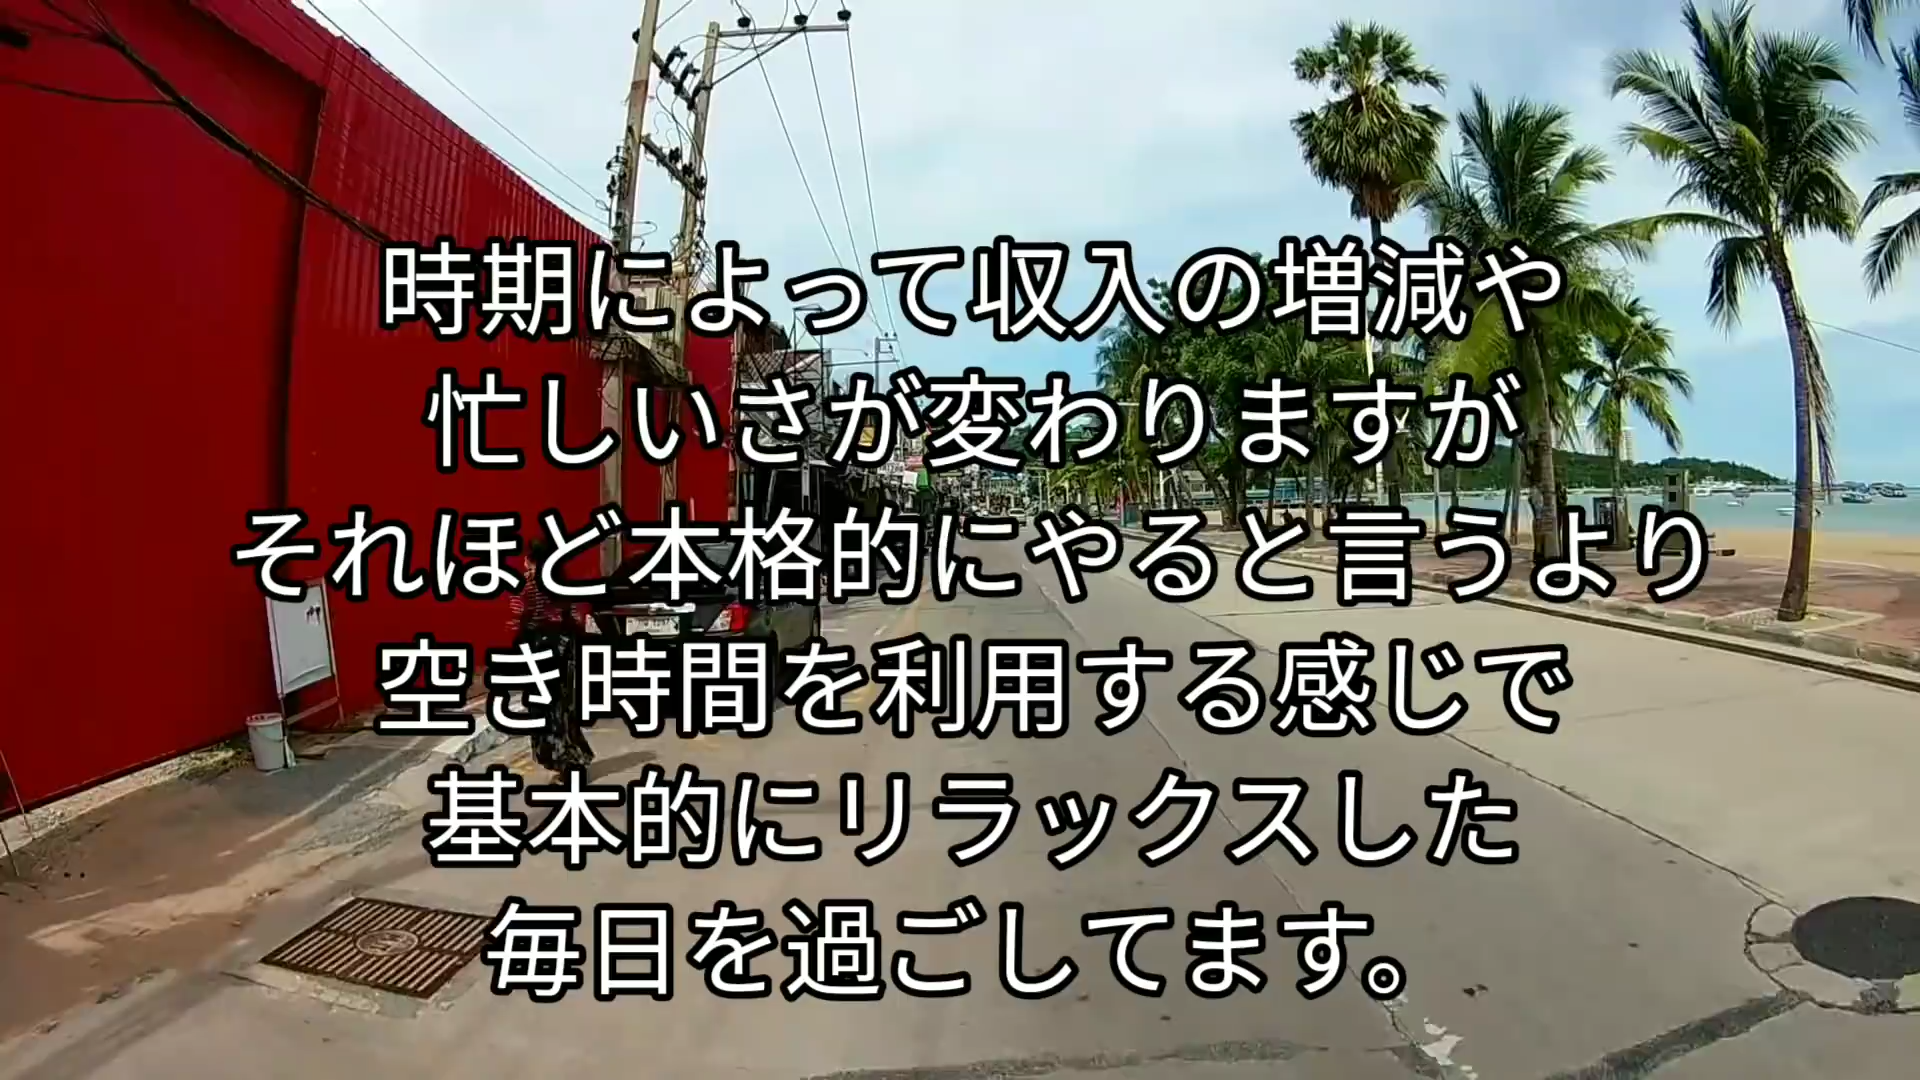 時期によって収入の増減や
忙しいさが変わりますが
それほど本格的にやると言うより
空き時間を利用する感じで
基本的にリラックスした
毎日を過ごしてます。